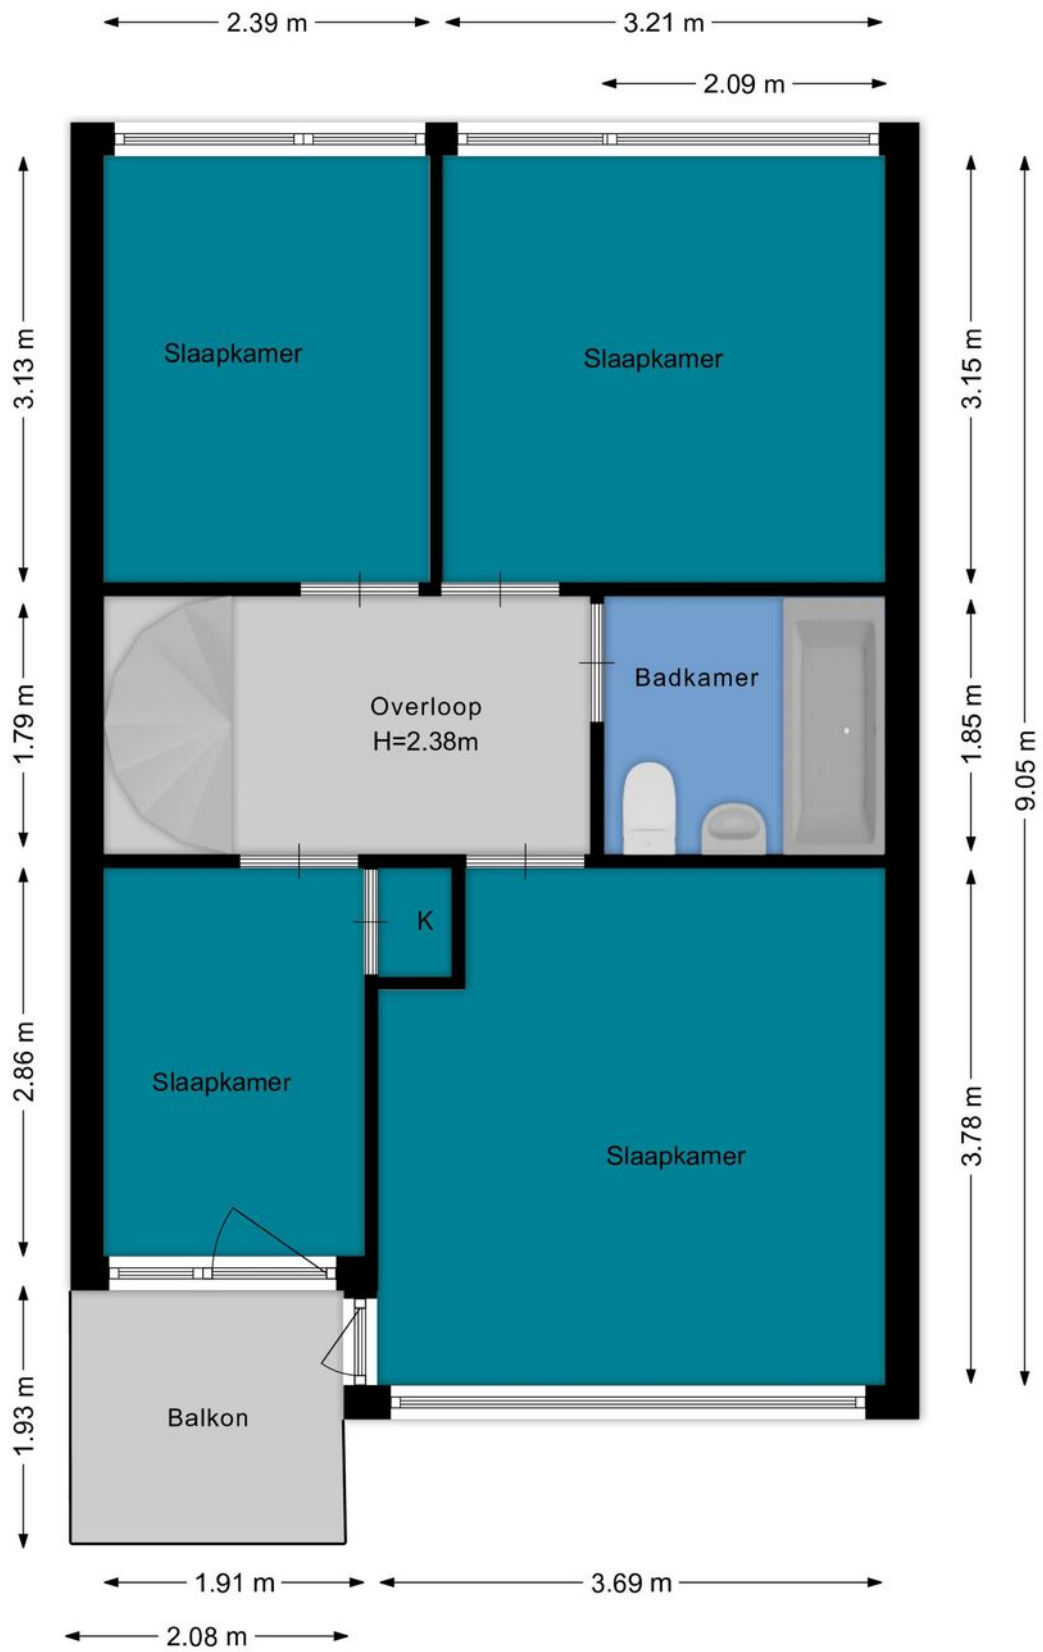 2.39 m
3.21 m
2.09 m
3.13 m
3.15 m
Slaapkamer
Slaapkamer
1.79 m
Overloop
H=2.38m
Badkamer
1.85 m
9.05 m
2.86 m
K
Slaapkamer
Slaapkamer
3.78 m
1.93 m
Balkon
1.91 m
3.69 m
2.08 m